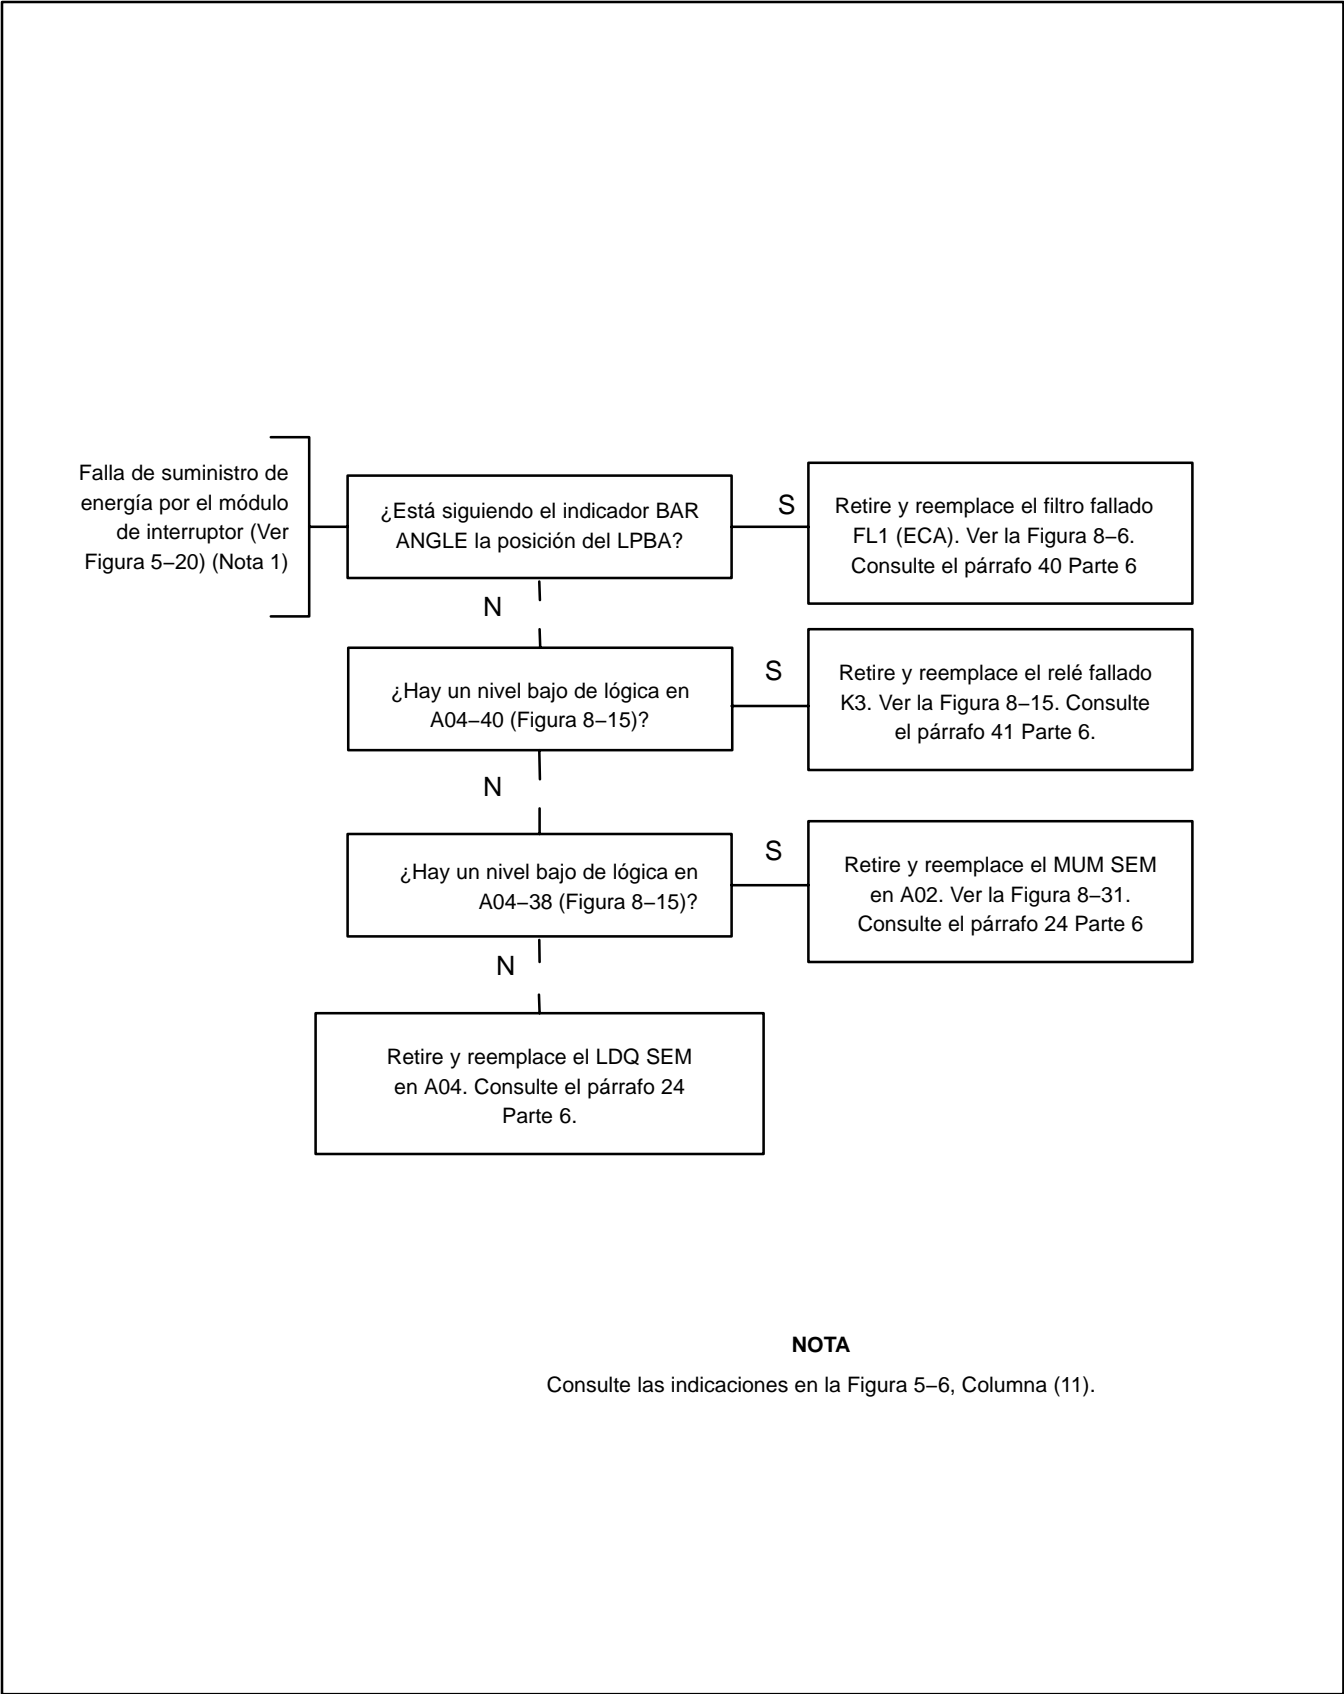 Falla de suministro de
energía por el módulo
de interruptor (Ver
Figura 5−20) (Nota 1)
¿Está siguiendo el indicador BAR
ANGLE la posición del LPBA?
S
Retire y reemplace el filtro fallado
FL1 (ECA). Ver la Figura 8−6.
Consulte el párrafo 40 Parte 6
N
¿Hay un nivel bajo de lógica en
A04−40 (Figura 8−15)?
S
Retire y reemplace el relé fallado
K3. Ver la Figura 8−15. Consulte
el párrafo 41 Parte 6.
N
¿Hay un nivel bajo de lógica en
A04−38 (Figura 8−15)?
S
Retire y reemplace el MUM SEM
en A02. Ver la Figura 8−31.
Consulte el párrafo 24 Parte 6
N
Retire y reemplace el LDQ SEM
en A04. Consulte el párrafo 24
Parte 6.
NOTA
Consulte las indicaciones en la Figura 5−6, Columna (11).